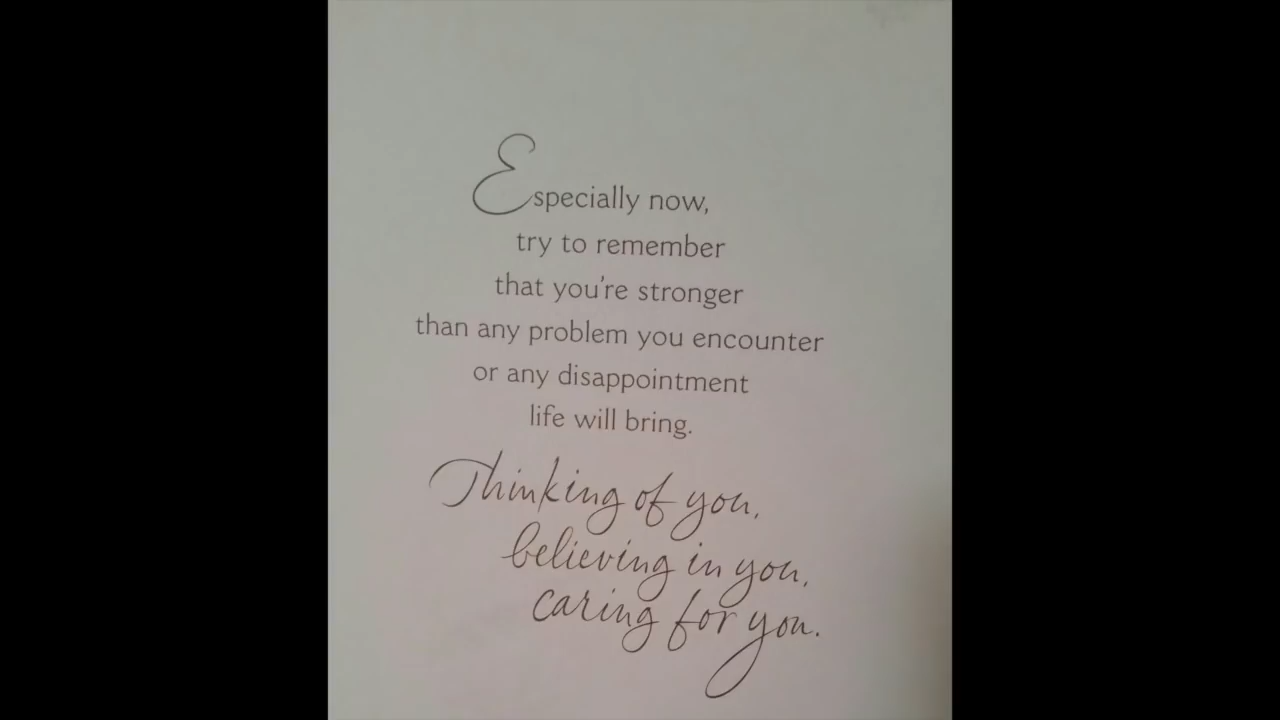 Especially now,
try to remember
that you're stronger
than any problem you encounter
or any disappointment
life will bring.
Thinking of you,
believing in you,
caring for you.